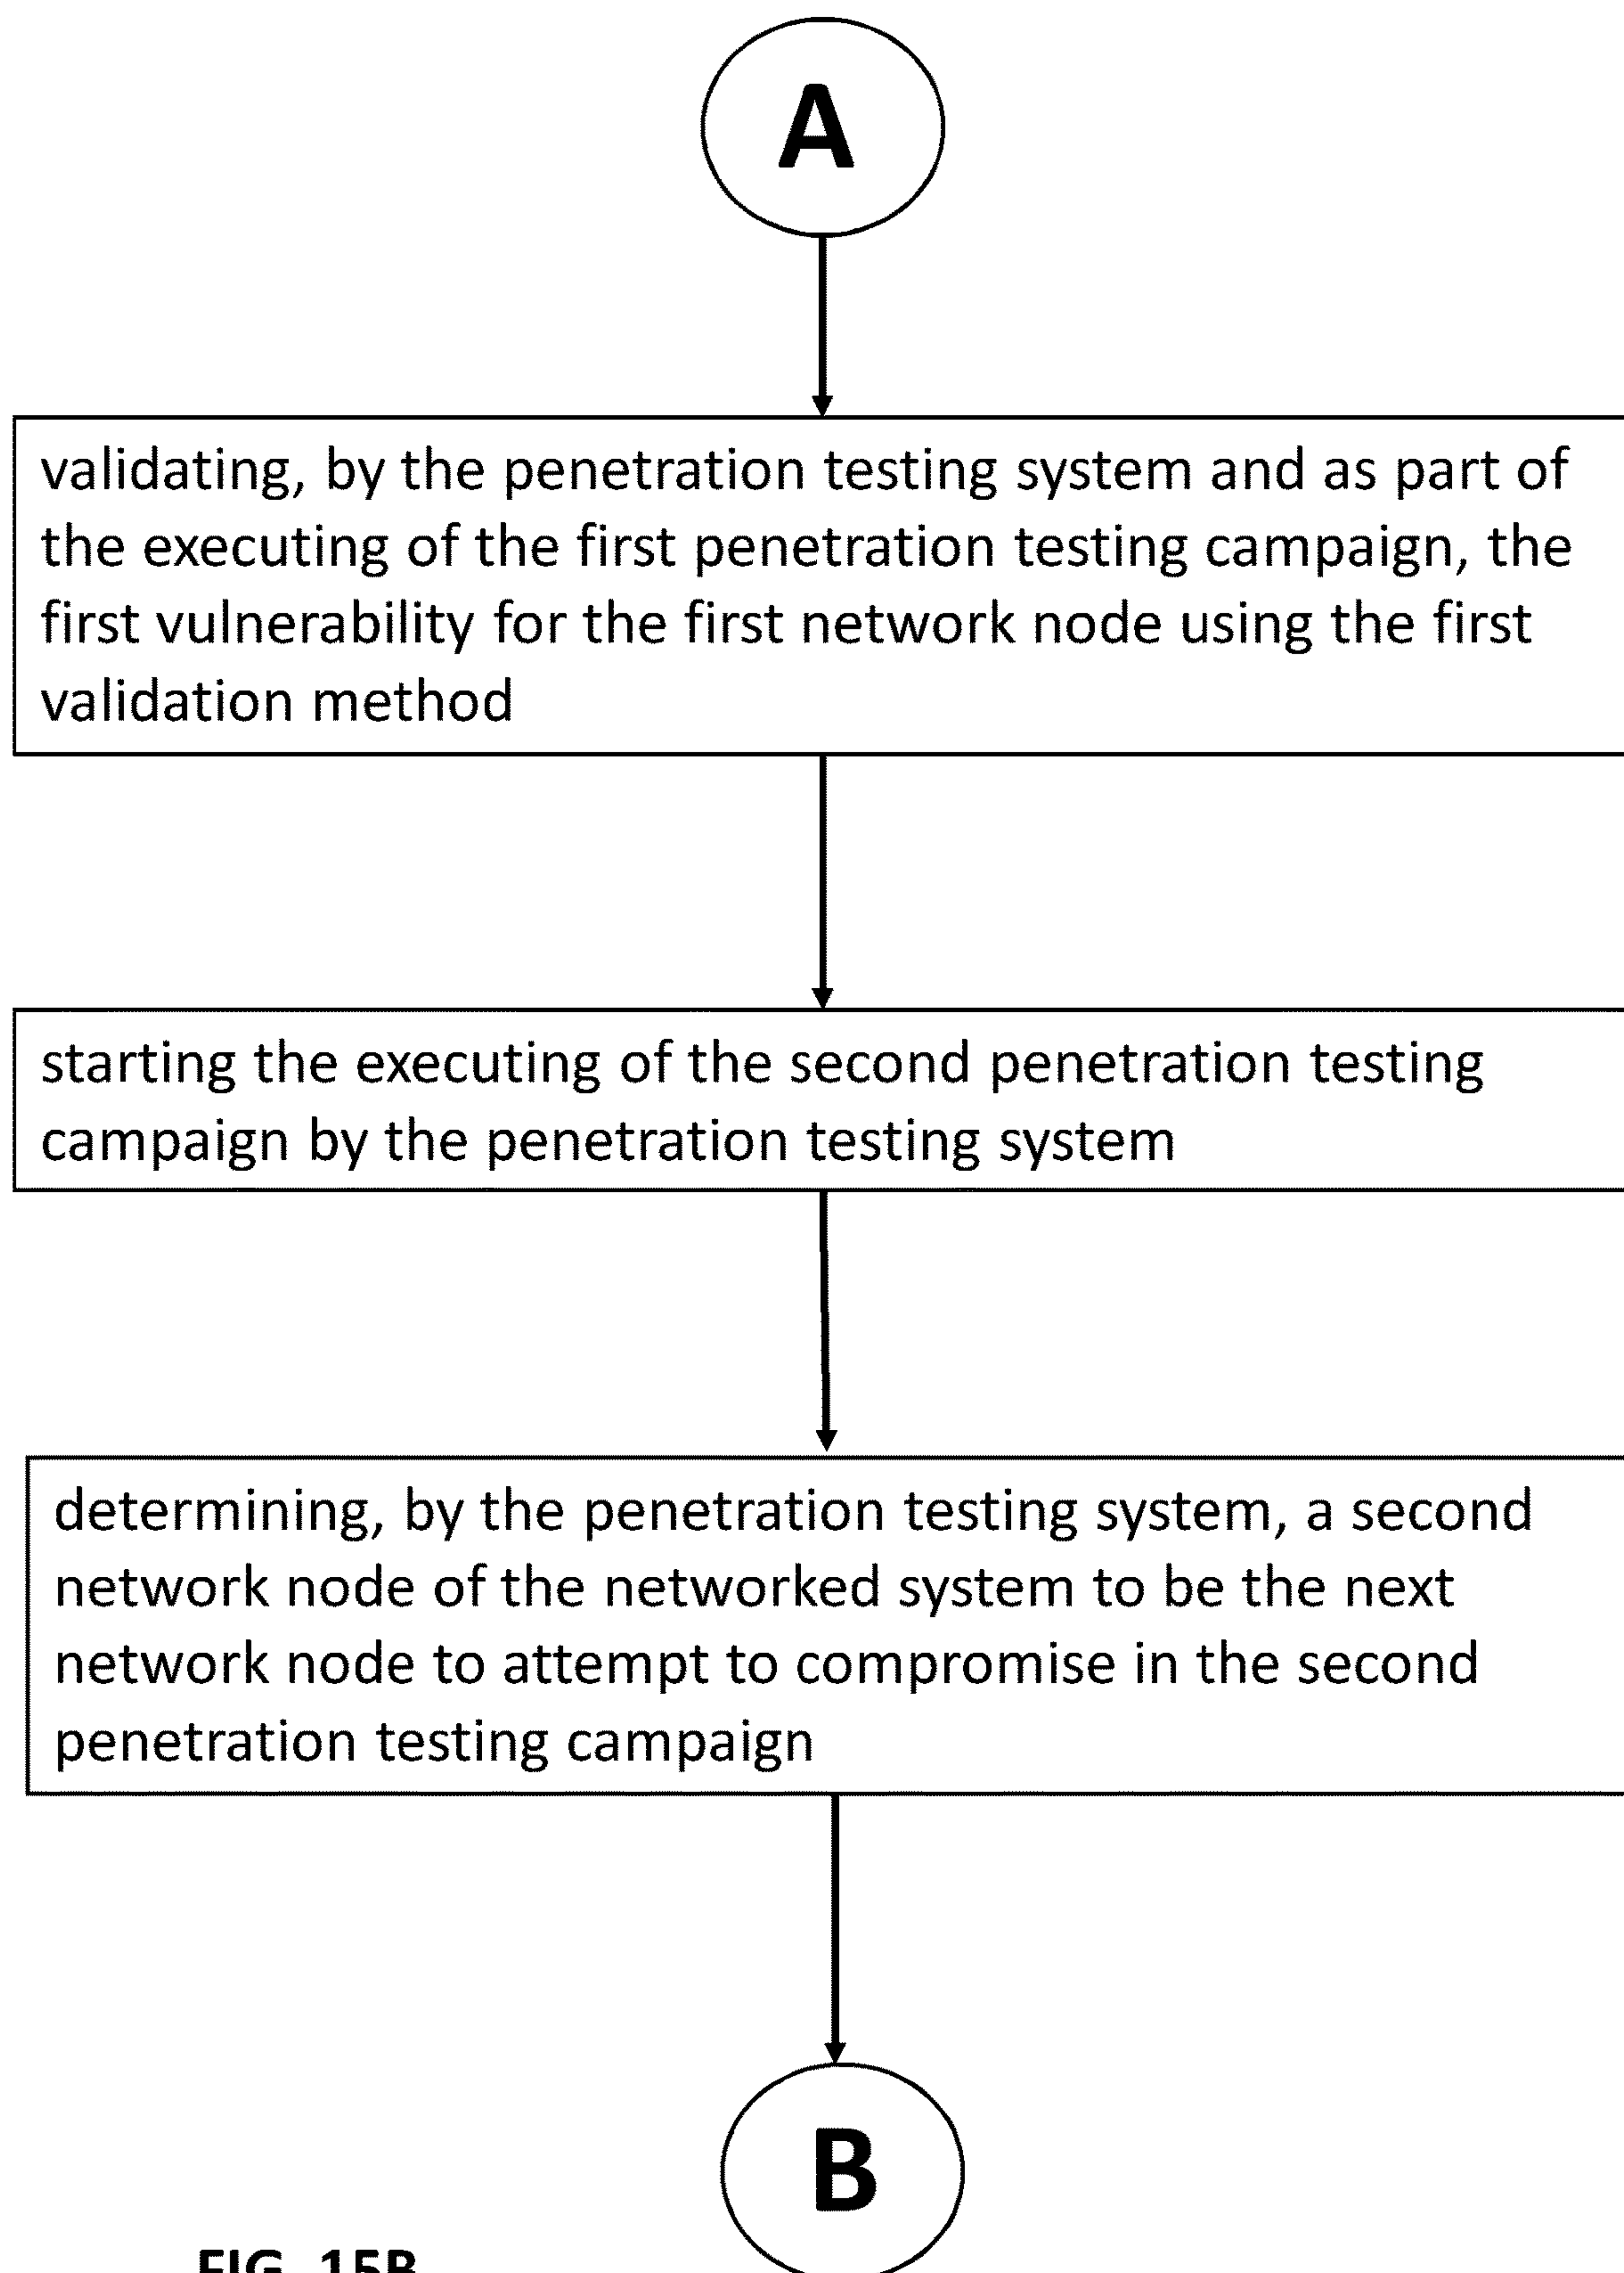 A
validating, by the penetration testing system and as part of
the executing of the first penetration testing campaign, the
first vulnerability for the first network node using the first
validation method
starting the executing of the second penetration testing
campaign by the penetration testing system
determining, by the penetration testing system, a second
network node of the networked system to be the next
network node to attempt to compromise in the second
penetration testing campaign
B
FIG. 15B